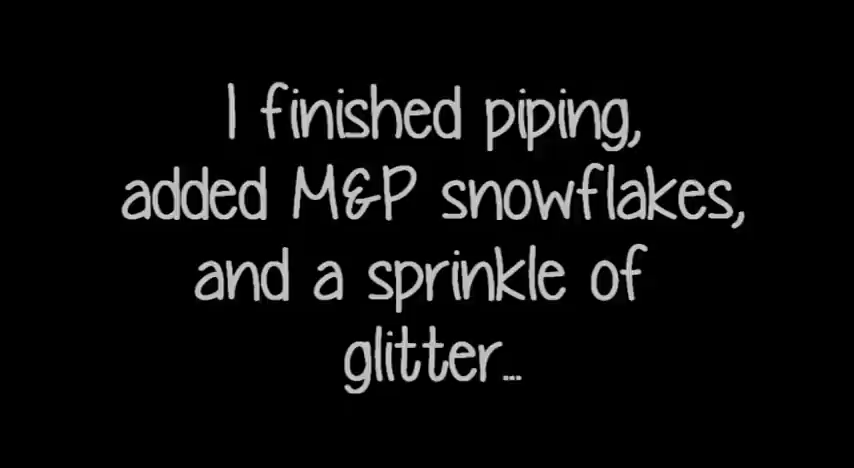 I finished piping,
added M&P snowflakes,
and a sprinkle of
glitter...